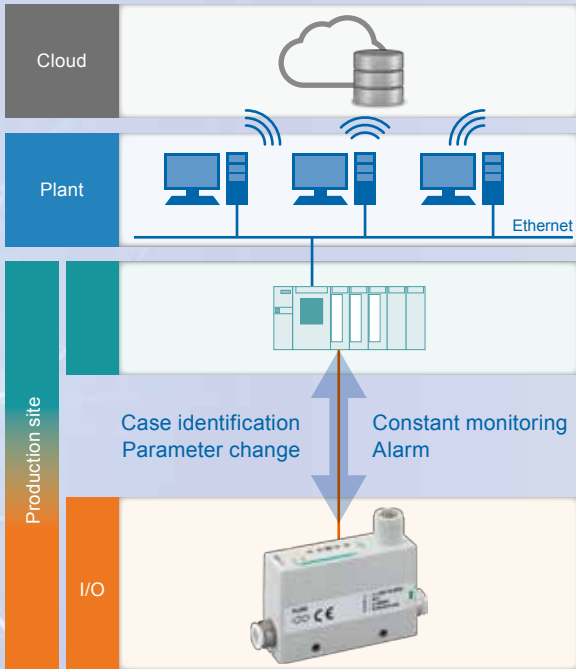 Cloud
Plant
Ethernet
Production site
Case identification
Parameter change
Constant monitoring
Alarm
I/O
CE